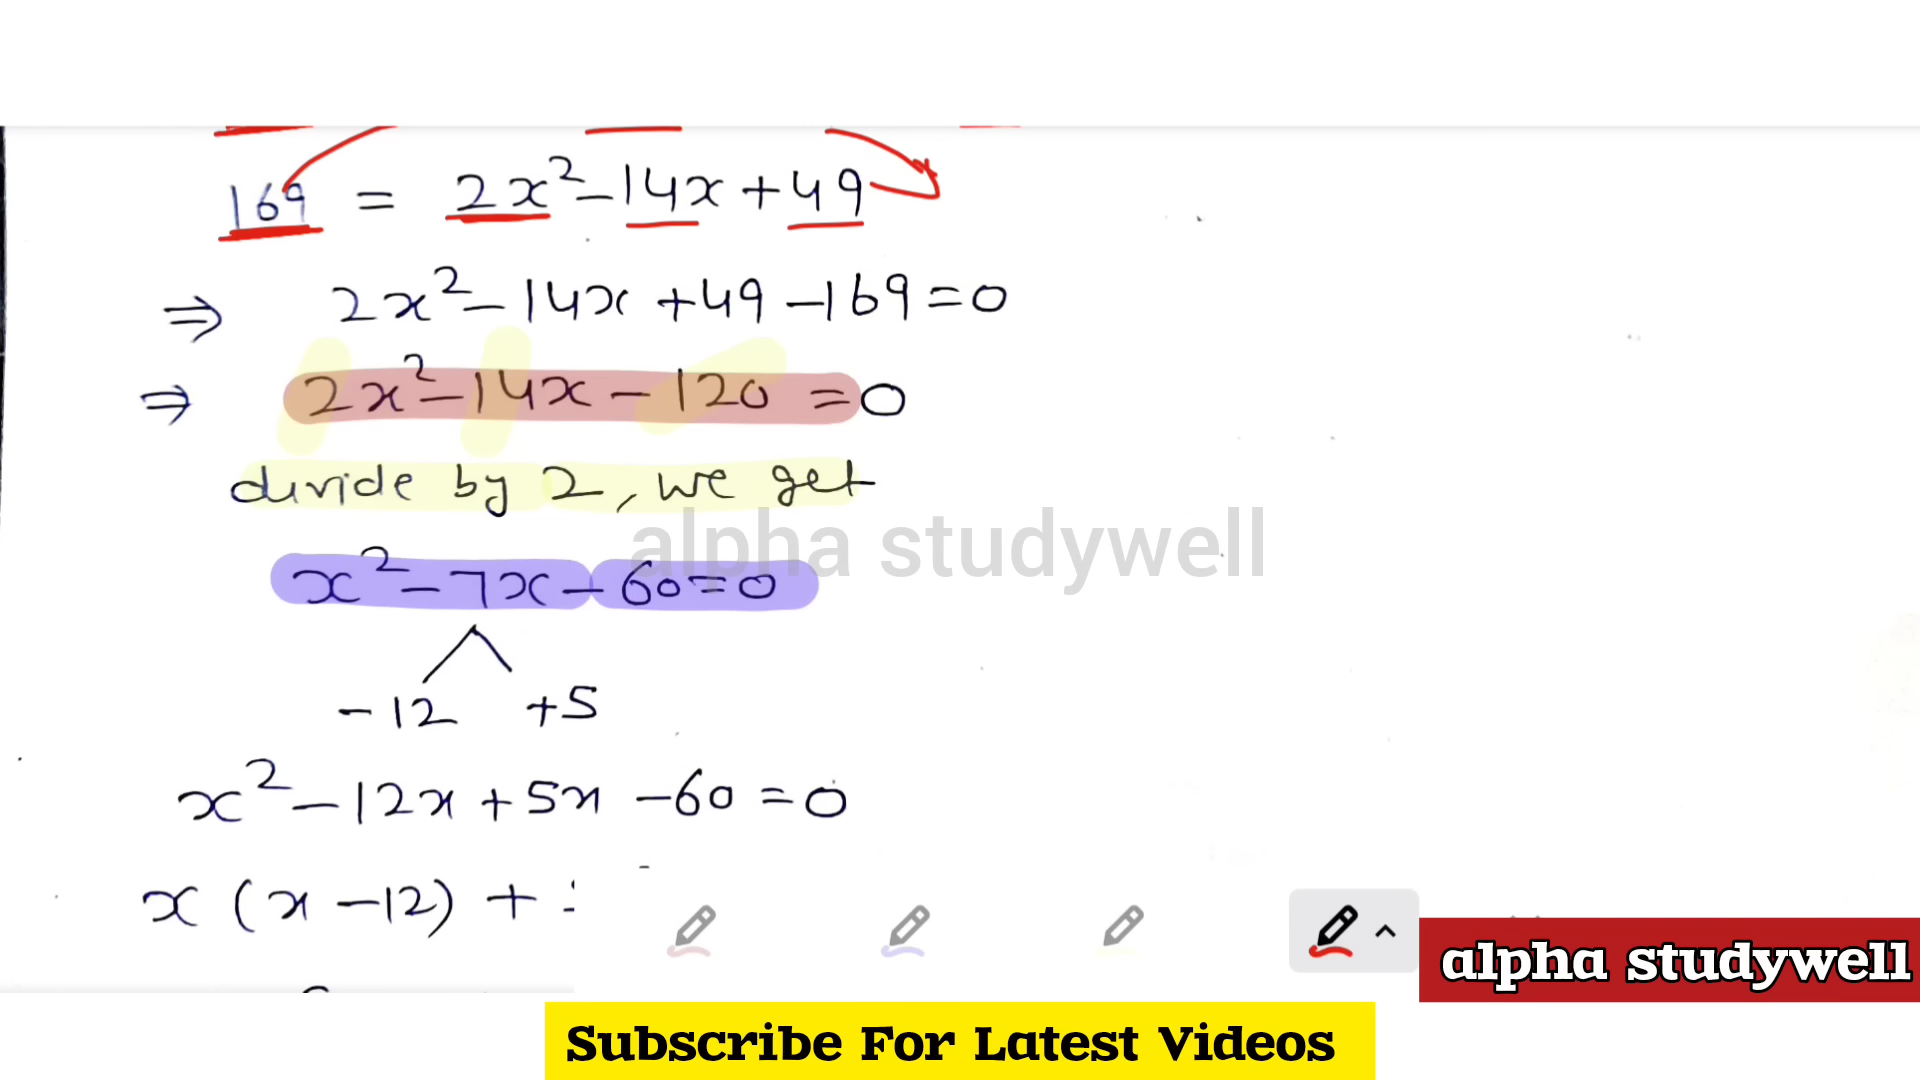 169 = 2x²-14x+49
⇒ 2x²-14x+49-169=0
⇒ 2x²-14x-120=0
divide by 2, we get
alpha studywell
x²-7x-60=0
-12 +5
x²-12x+5x-60=0
x(x-12)+
alpha studywell
Subscribe For Latest Videos